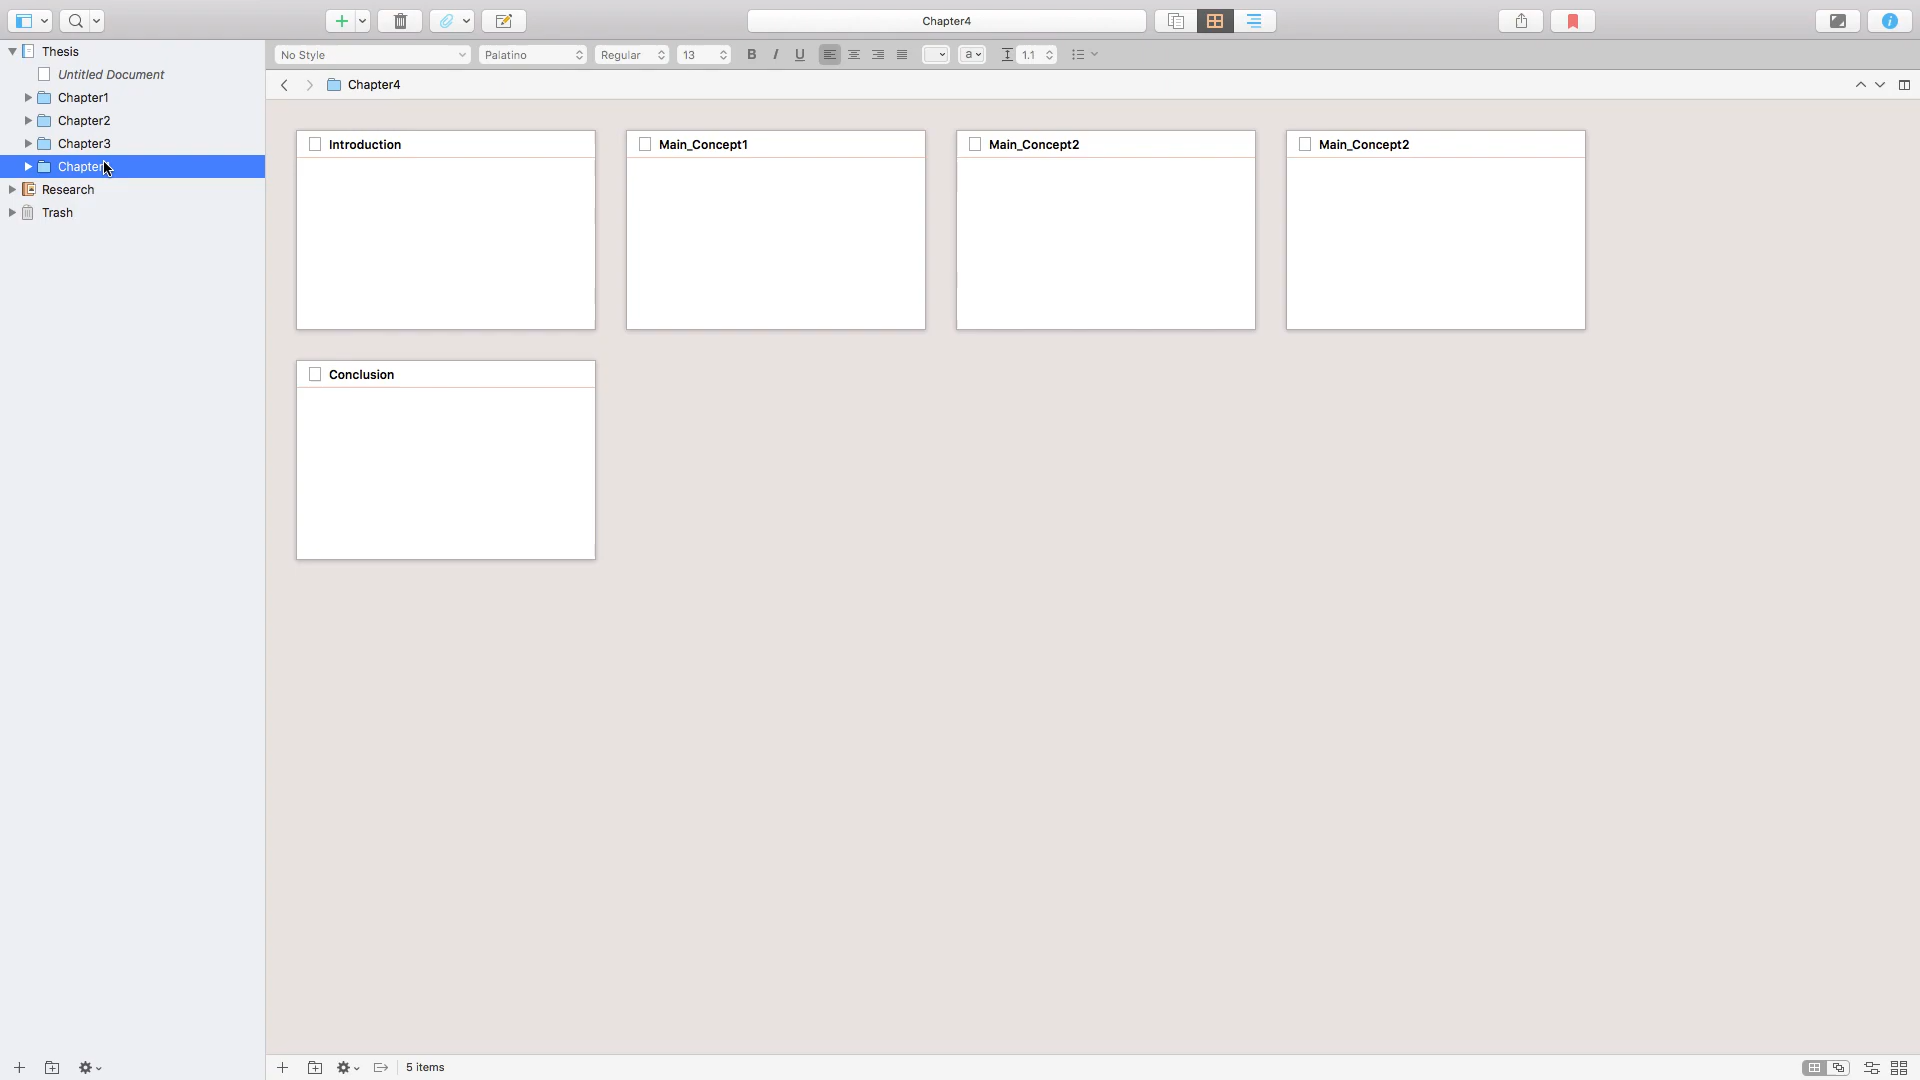 Chapter4
No Style
Palatino
Regular
13
B I U
a
1.1
Thesis
Untitled Document
Chapter1
Chapter2
Chapter3
Chapter
Research
Trash
Chapter4
Introduction
Main_Concept1
Main_Concept2
Main_Concept2
Conclusion
5 items